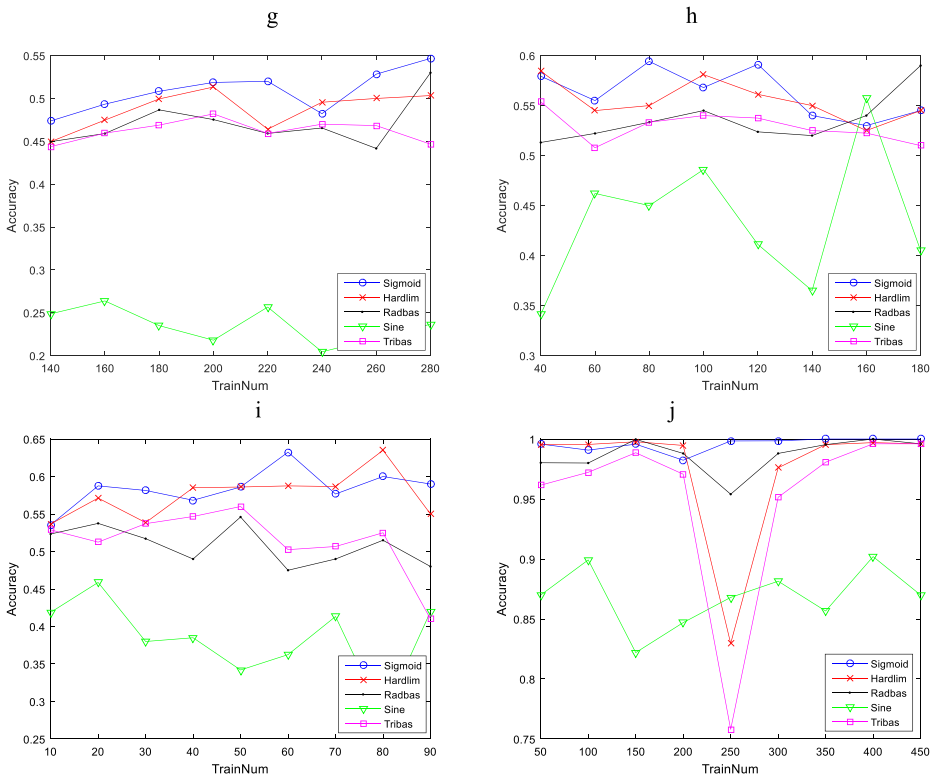 g
h
0.55
0.5
0.45
0.4
0.35
0.3
0.25
0.2
Accuracy
140 160 180 200 220 240 260 280
TrainNum
Sigmoid
Hardlim
Radbas
Sine
Tribas
0.6
0.55
0.5
0.45
0.4
0.35
0.3
Accuracy
40 60 80 100 120 140 160 180
TrainNum
Sigmoid
Hardlim
Radbas
Sine
Tribas
i
j
0.65
0.6
0.55
0.5
0.45
0.4
0.35
0.3
0.25
Accuracy
10 20 30 40 50 60 70 80 90
TrainNum
Sigmoid
Hardlim
Radbas
Sine
Tribas
1
0.95
0.9
0.85
0.8
0.75
Accuracy
50 100 150 200 250 300 350 400 450
TrainNum
Sigmoid
Hardlim
Radbas
Sine
Tribas